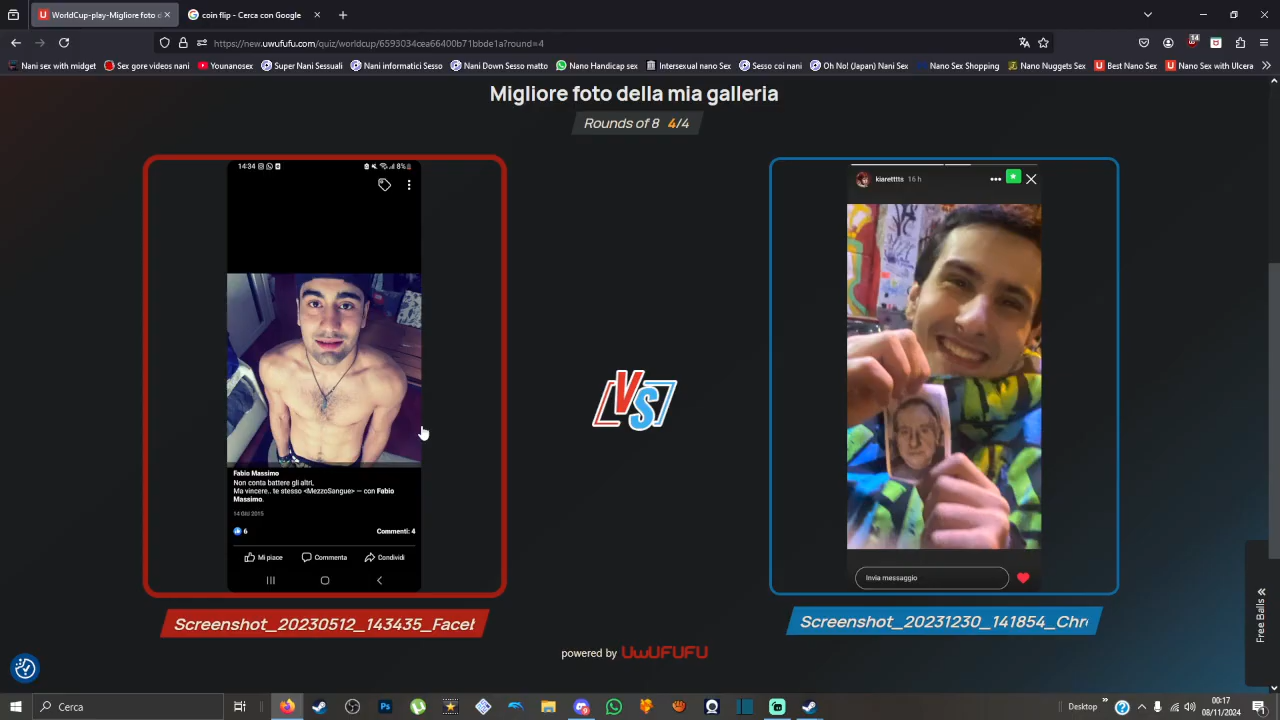 WorldCup-play-Migliore foto d
coin flip - Cerca con Google
https://new.uwufufu.com/quiz/worldcup/6593034cea66400b71bbde1a?round=4
14
Nani sex with midget
Sex gore videos nani
Younanosex
Super Nani Sessuali
Nani informatici Sesso
Nani Down Sesso matto
Nano Handicap sex
Intersexual nano Sex
Sesso coi nani
Oh No! (Japan) Nani Sex
Nano Sex Shopping
Nano Nuggets Sex
Best Nano Sex
Nano Sex with Ulcera
Migliore foto della mia galleria
Rounds of 8 4/4
14:34
8%
Fabio Massimo
Non conta battere gli altri,
Ma vincere.. te stesso <MezzoSangue> — con Fabio
Massimo.
14 GIU 2015
6
Commenti: 4
Mi piace
Commenta
Condividi
Screenshot_20230512_143435_Faceb
VS
kiaretttts 16 h
Invia messaggio
Screenshot_20231230_141854_Chr
powered by UWUFUFU
Free Balls
Cerca
Desktop
00:17
08/11/2024